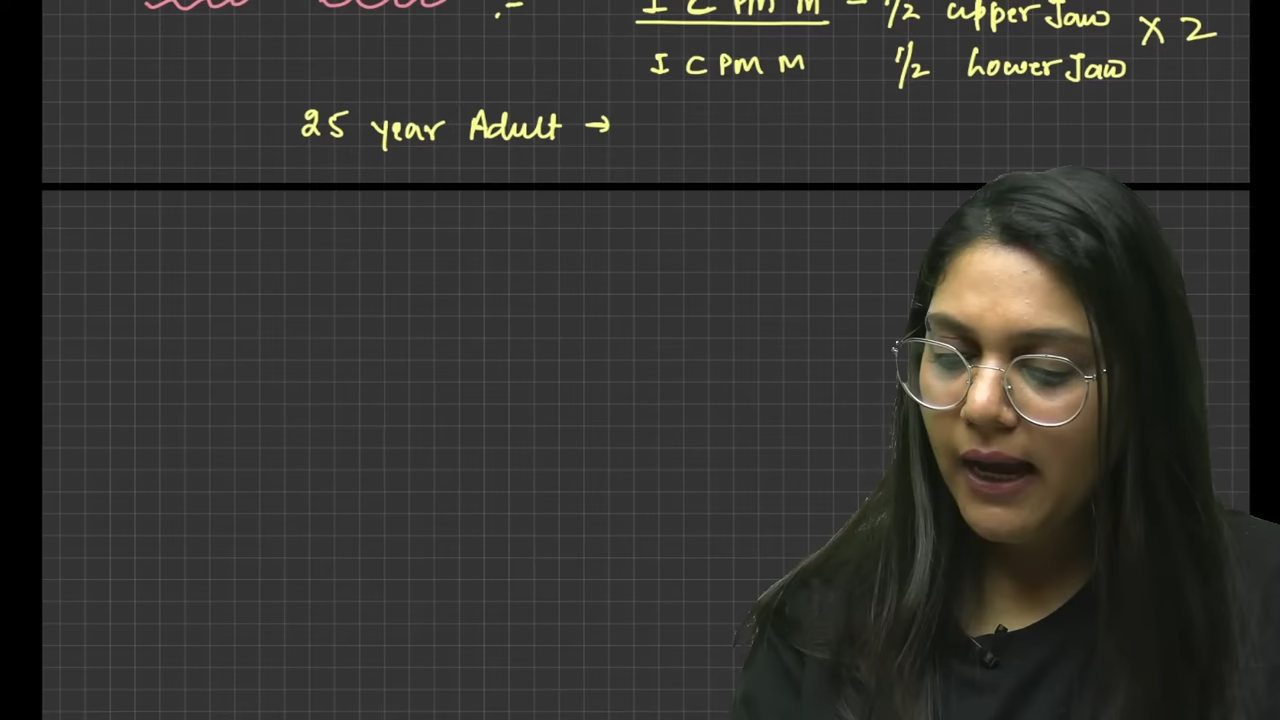 I C PM M - 1/2 upper Jaw × 2
I C PM M 1/2 Lower Jaw
25 year Adult →